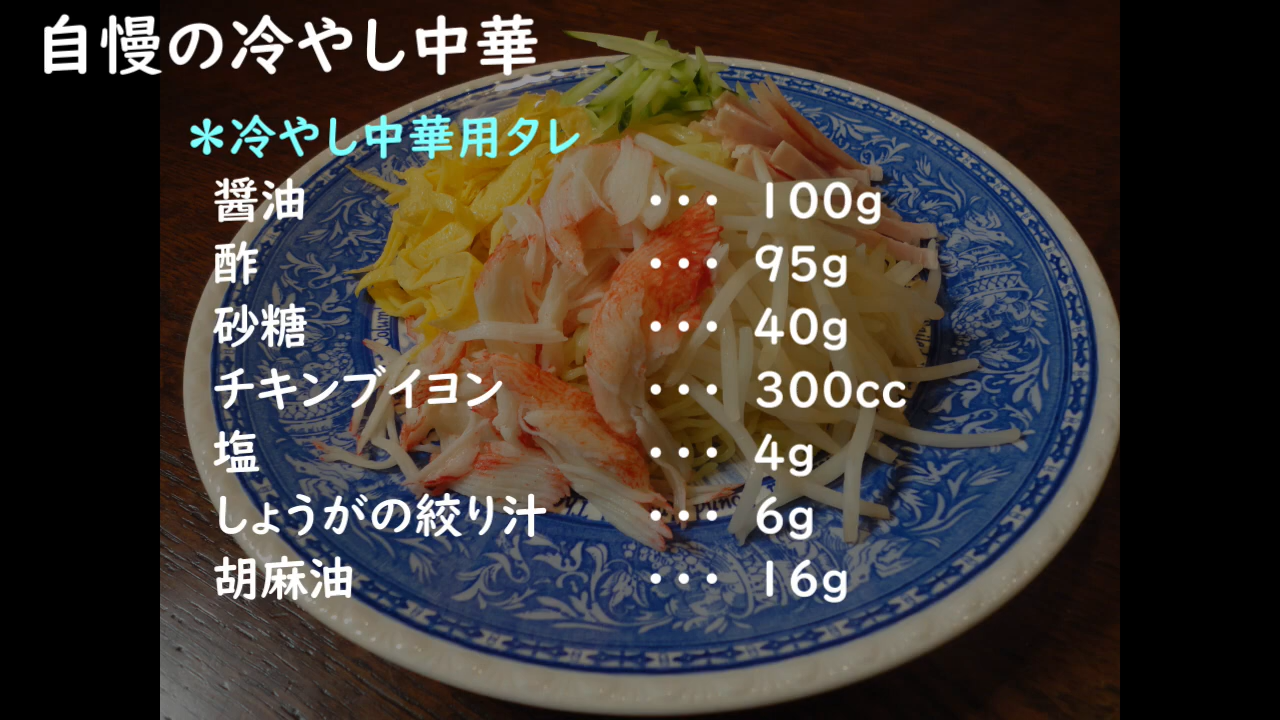 自慢の冷やし中華
＊冷やし中華用タレ
醤油 ・・・ 100g
酢 ・・・ 95g
砂糖 ・・・ 40g
チキンブイヨン ・・・ 300cc
塩 ・・・ 4g
しょうがの絞り汁 ・・・ 6g
胡麻油 ・・・ 16g